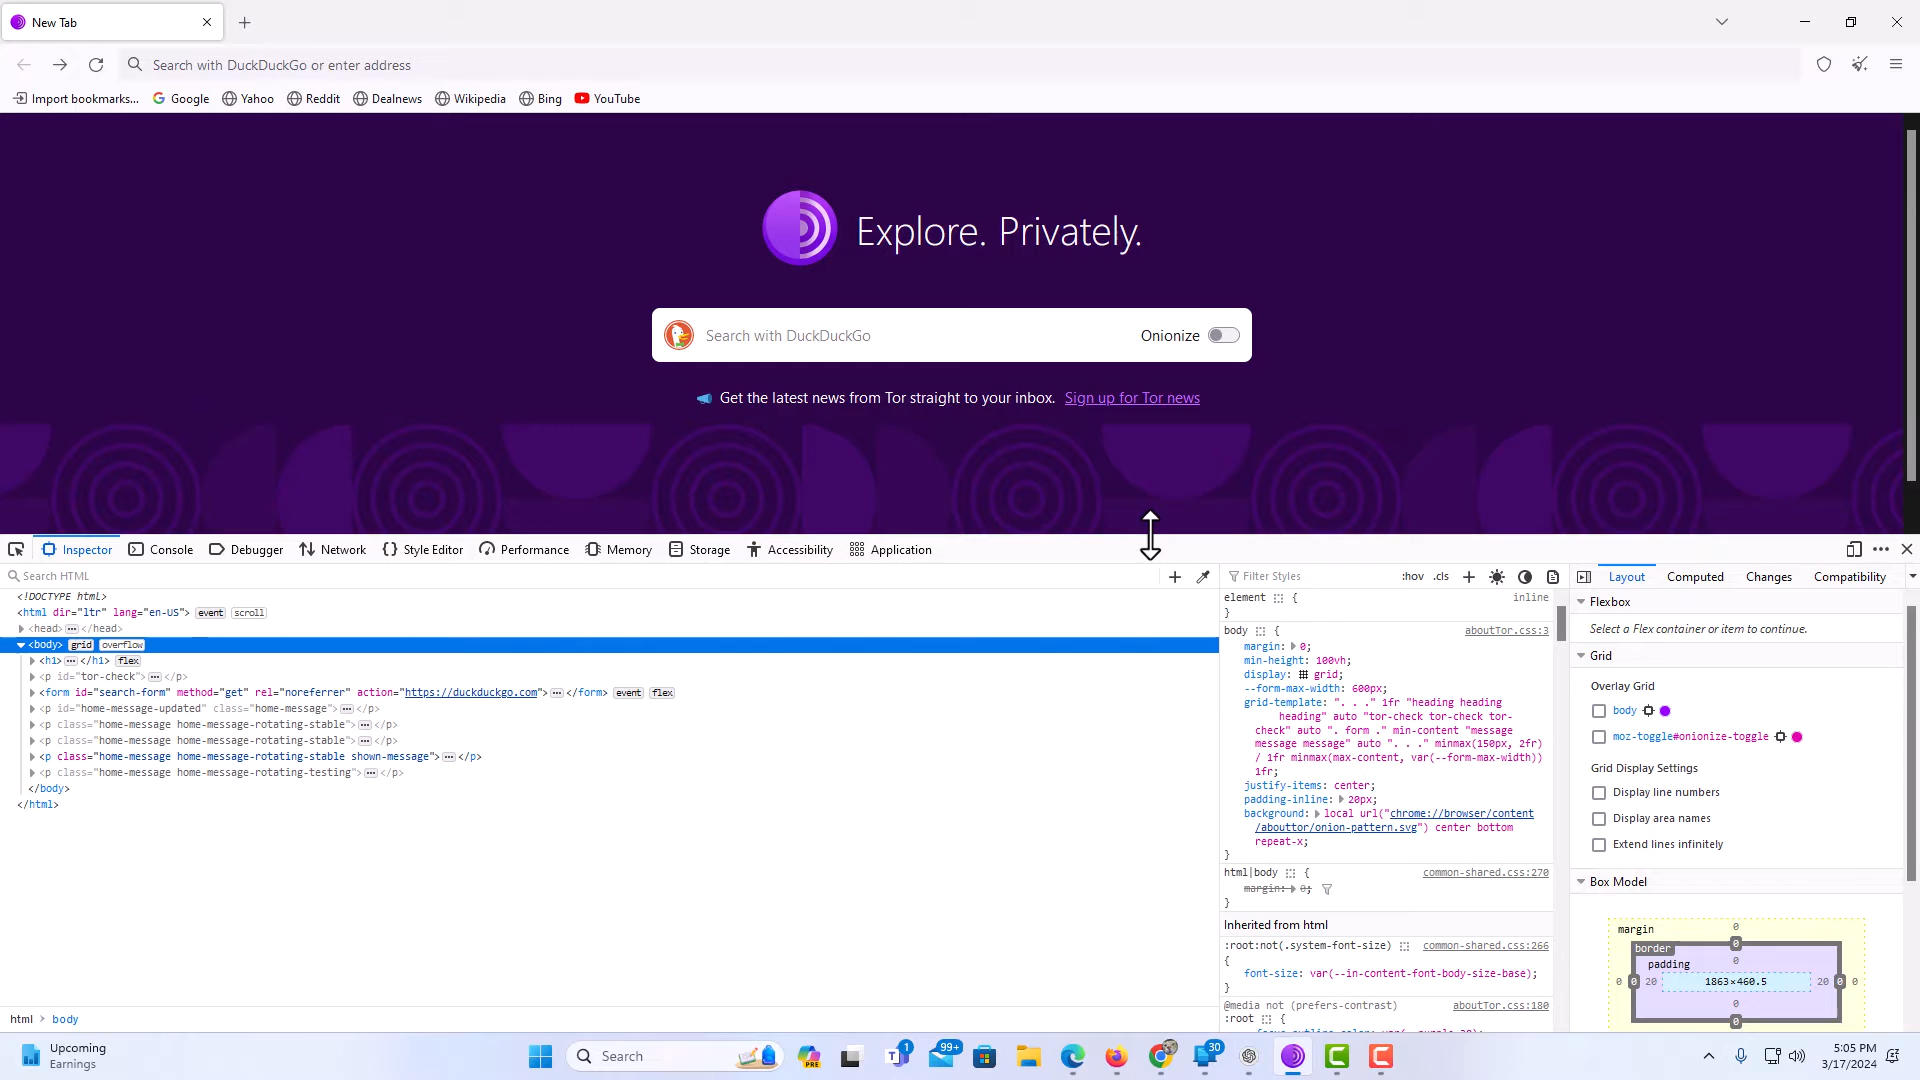 New Tab
Search with DuckDuckGo or enter address
Import bookmarks... Google Yahoo Reddit Dealnews Wikipedia Bing YouTube
Explore. Privately.
Search with DuckDuckGo Onionize
Get the latest news from Tor straight to your inbox. Sign up for Tor news
Inspector Console Debugger Network Style Editor Performance Memory Storage Accessibility Application
Search HTML
<!DOCTYPE html>
<html dir="ltr" lang="en-US"> event scroll
<head> ... </head>
<body> grid overflow
<h1> ... </h1> flex
<p id="tor-check"> ... </p>
<form id="search-form" method="get" rel="noreferrer" action="https://duckduckgo.com"> ... </form> event flex
<p id="home-message-updated" class="home-message"> ... </p>
<p class="home-message home-message-rotating-stable"> ... </p>
<p class="home-message home-message-rotating-stable"> ... </p>
<p class="home-message home-message-rotating-stable shown-message"> ... </p>
<p class="home-message home-message-rotating-testing"> ... </p>
</body>
</html>
html > body
Filter Styles :hov .cls
element { inline
}
body { aboutTor.css:3
margin: 0;
min-height: 100vh;
display: grid;
--form-max-width: 600px;
grid-template: ". . ." 1fr "heading heading
heading" auto "tor-check tor-check tor-
check" auto ". form ." min-content "message
message message" auto ". . ." minmax(150px, 2fr)
/ 1fr minmax(max-content, var(--form-max-width))
1fr;
justify-items: center;
padding-inline: 20px;
background: local url("chrome://browser/content
/abouttor/onion-pattern.svg") center bottom
repeat-x;
}
html|body { common-shared.css:270
margin: 0;
}
Inherited from html
:root:not(.system-font-size) common-shared.css:266
{
font-size: var(--in-content-font-body-size-base);
}
@media not (prefers-contrast) aboutTor.css:180
:root {
Layout Computed Changes Compatibility
Flexbox
Select a Flex container or item to continue.
Grid
Overlay Grid
body
moz-toggle#onionize-toggle
Grid Display Settings
Display line numbers
Display area names
Extend lines infinitely
Box Model
margin 0
border 0
padding 0
0 0 20 1863×460.5 20 0 0
0
0
Upcoming
Earnings
Search
PRE
1
99+
30
5:05 PM
3/17/2024